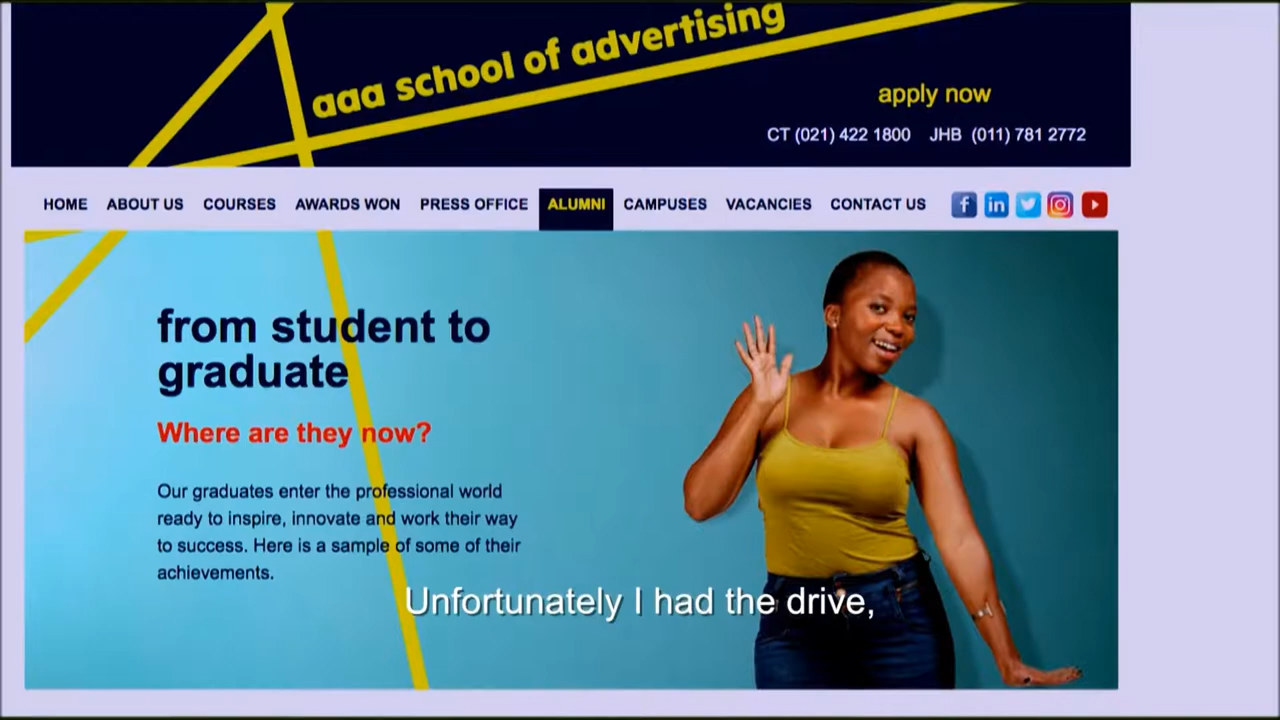 aaa school of advertising
apply now
CT (021) 422 1800 JHB (011) 781 2772
HOME ABOUT US COURSES AWARDS WON PRESS OFFICE ALUMNI CAMPUSES VACANCIES CONTACT US
from student to
graduate
Where are they now?
Our graduates enter the professional world
ready to inspire, innovate and work their way
to success. Here is a sample of some of their
achievements.
Unfortunately I had the drive,